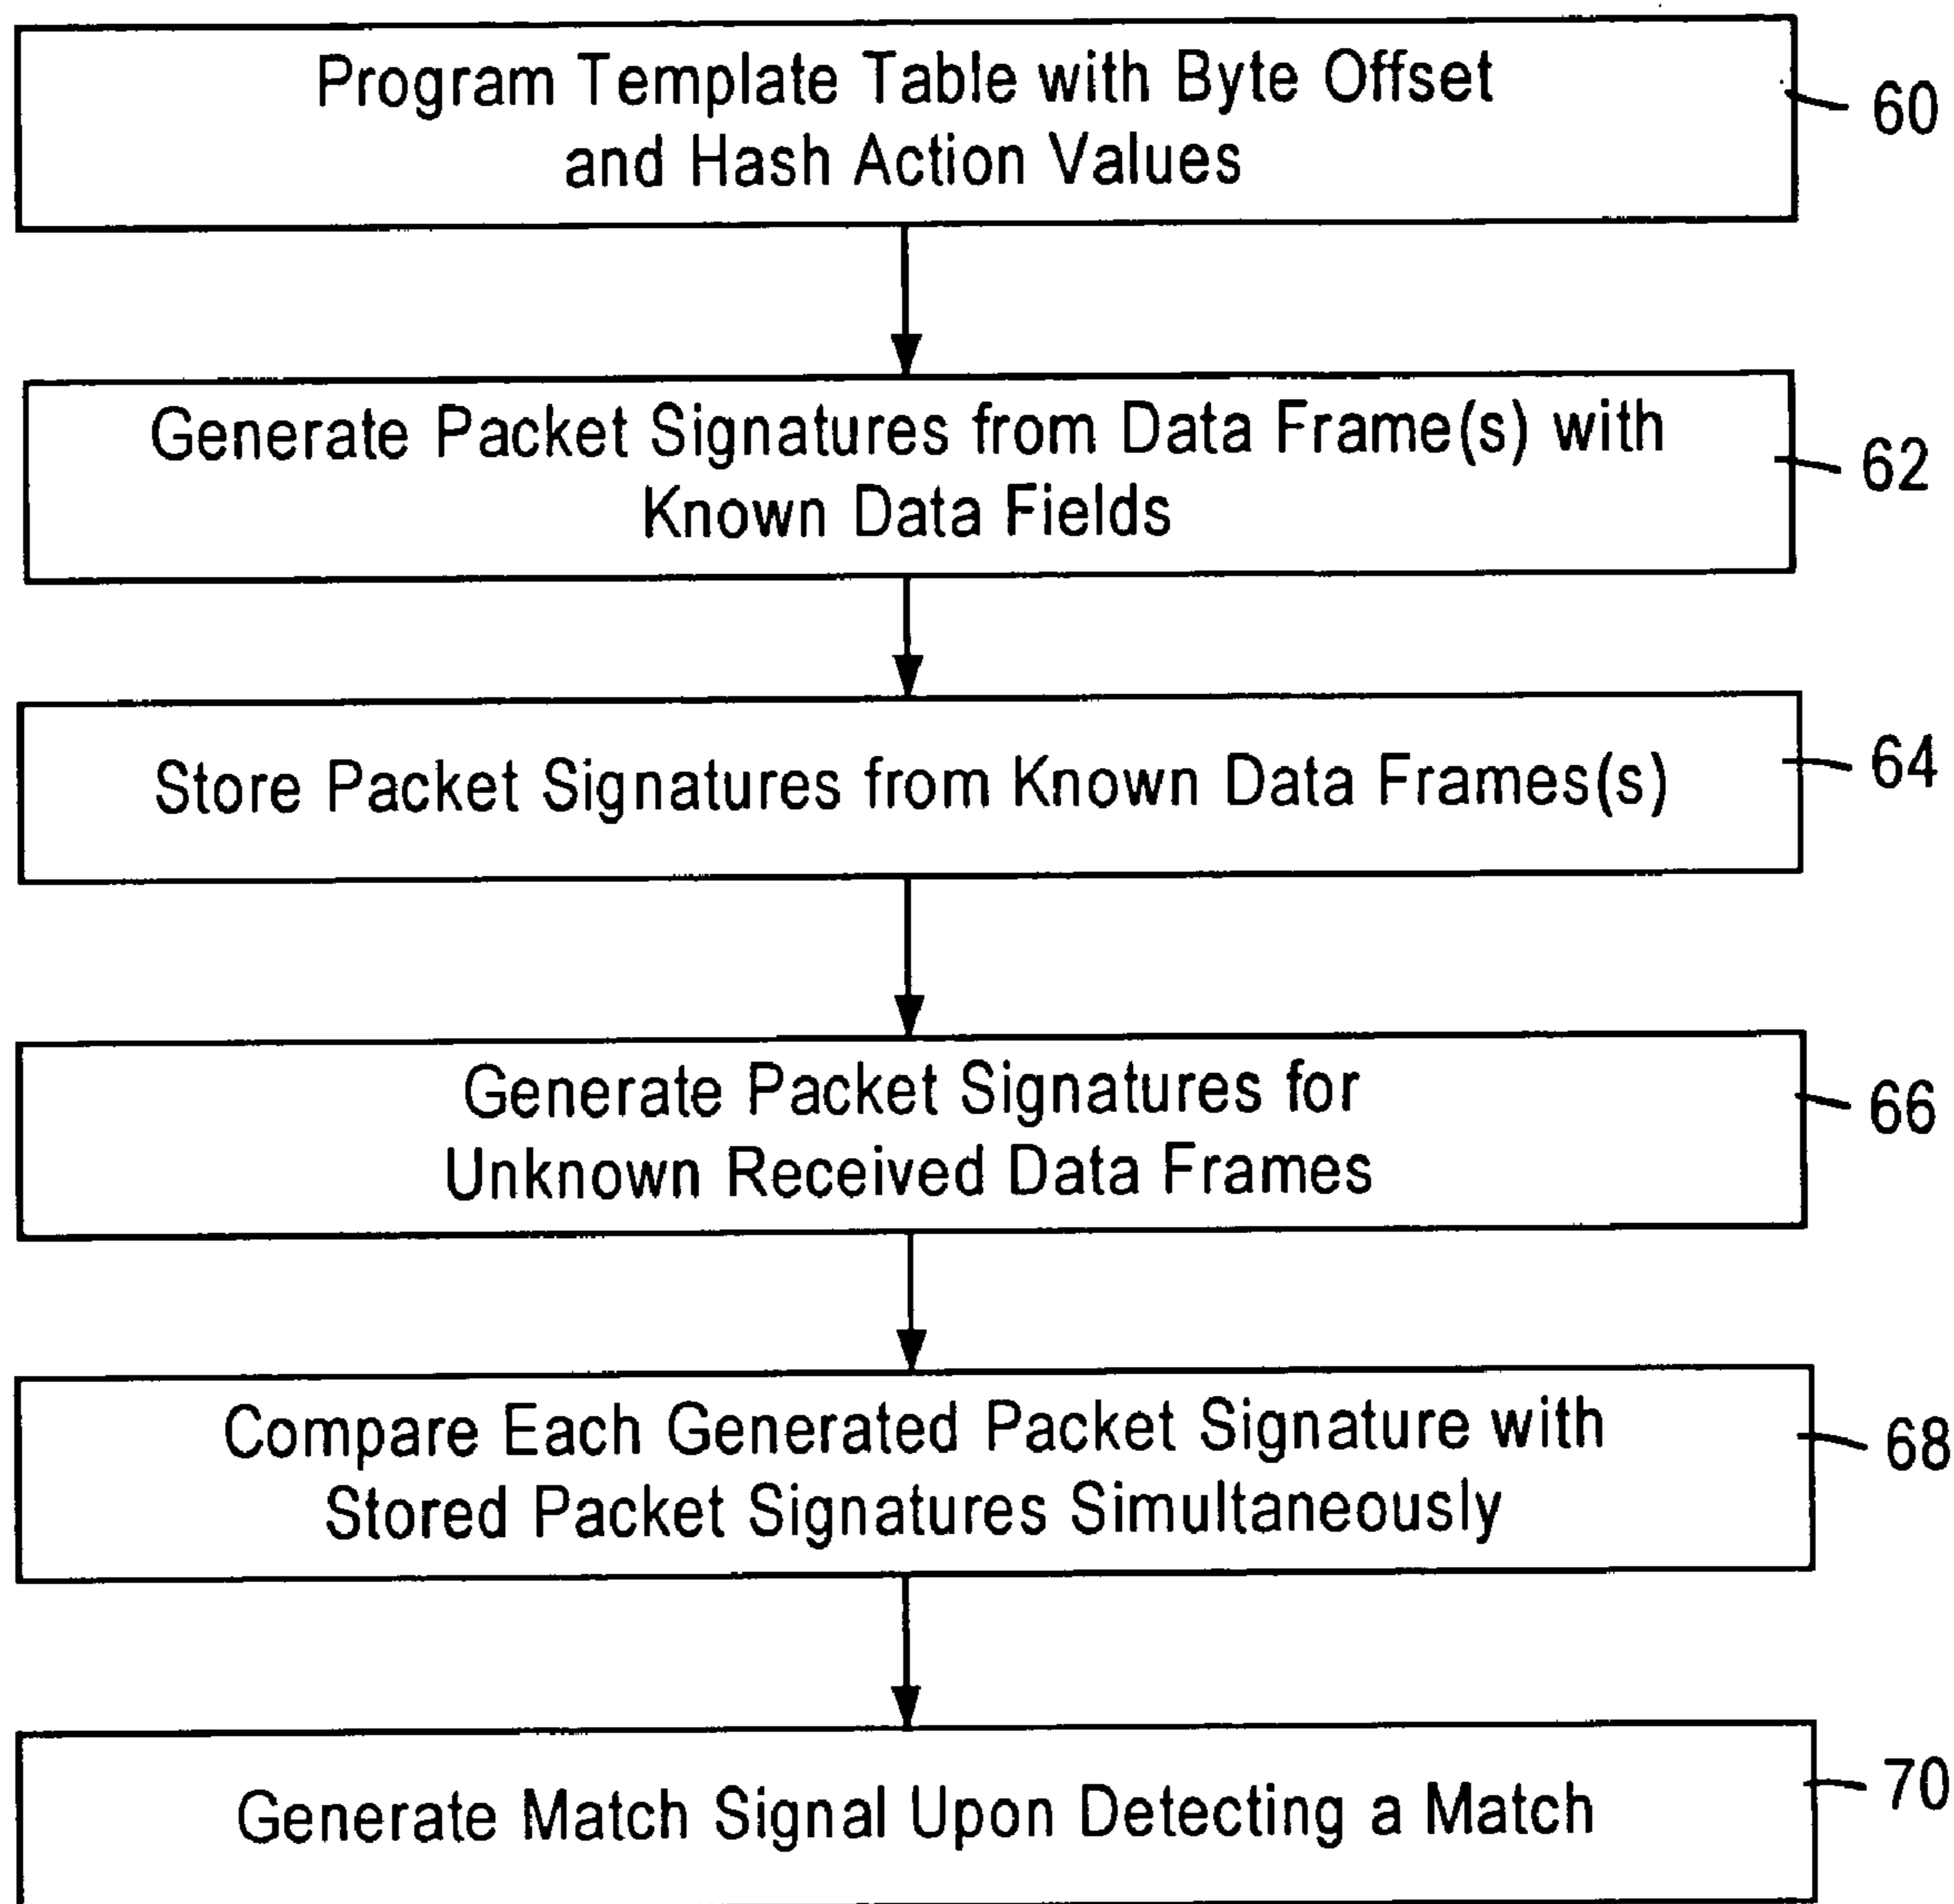 Program Template Table with Byte Offset
and Hash Action Values
60
Generate Packet Signatures from Data Frame(s) with
Known Data Fields
62
Store Packet Signatures from Known Data Frames(s)
64
Generate Packet Signatures for
Unknown Received Data Frames
66
Compare Each Generated Packet Signature with
Stored Packet Signatures Simultaneously
68
Generate Match Signal Upon Detecting a Match
70